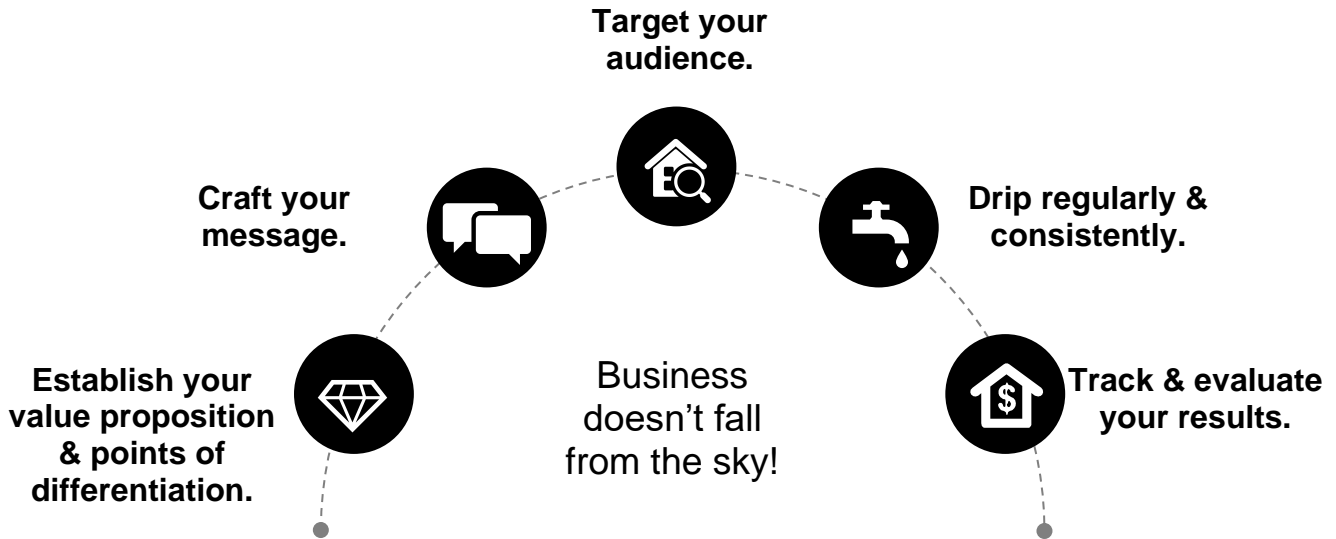 Target your
audience.
Craft your
message.
Drip regularly &
consistently.
Establish your
value proposition
& points of
differentiation.
Business
doesn’t fall
from the sky!
Track & evaluate
your results.
$